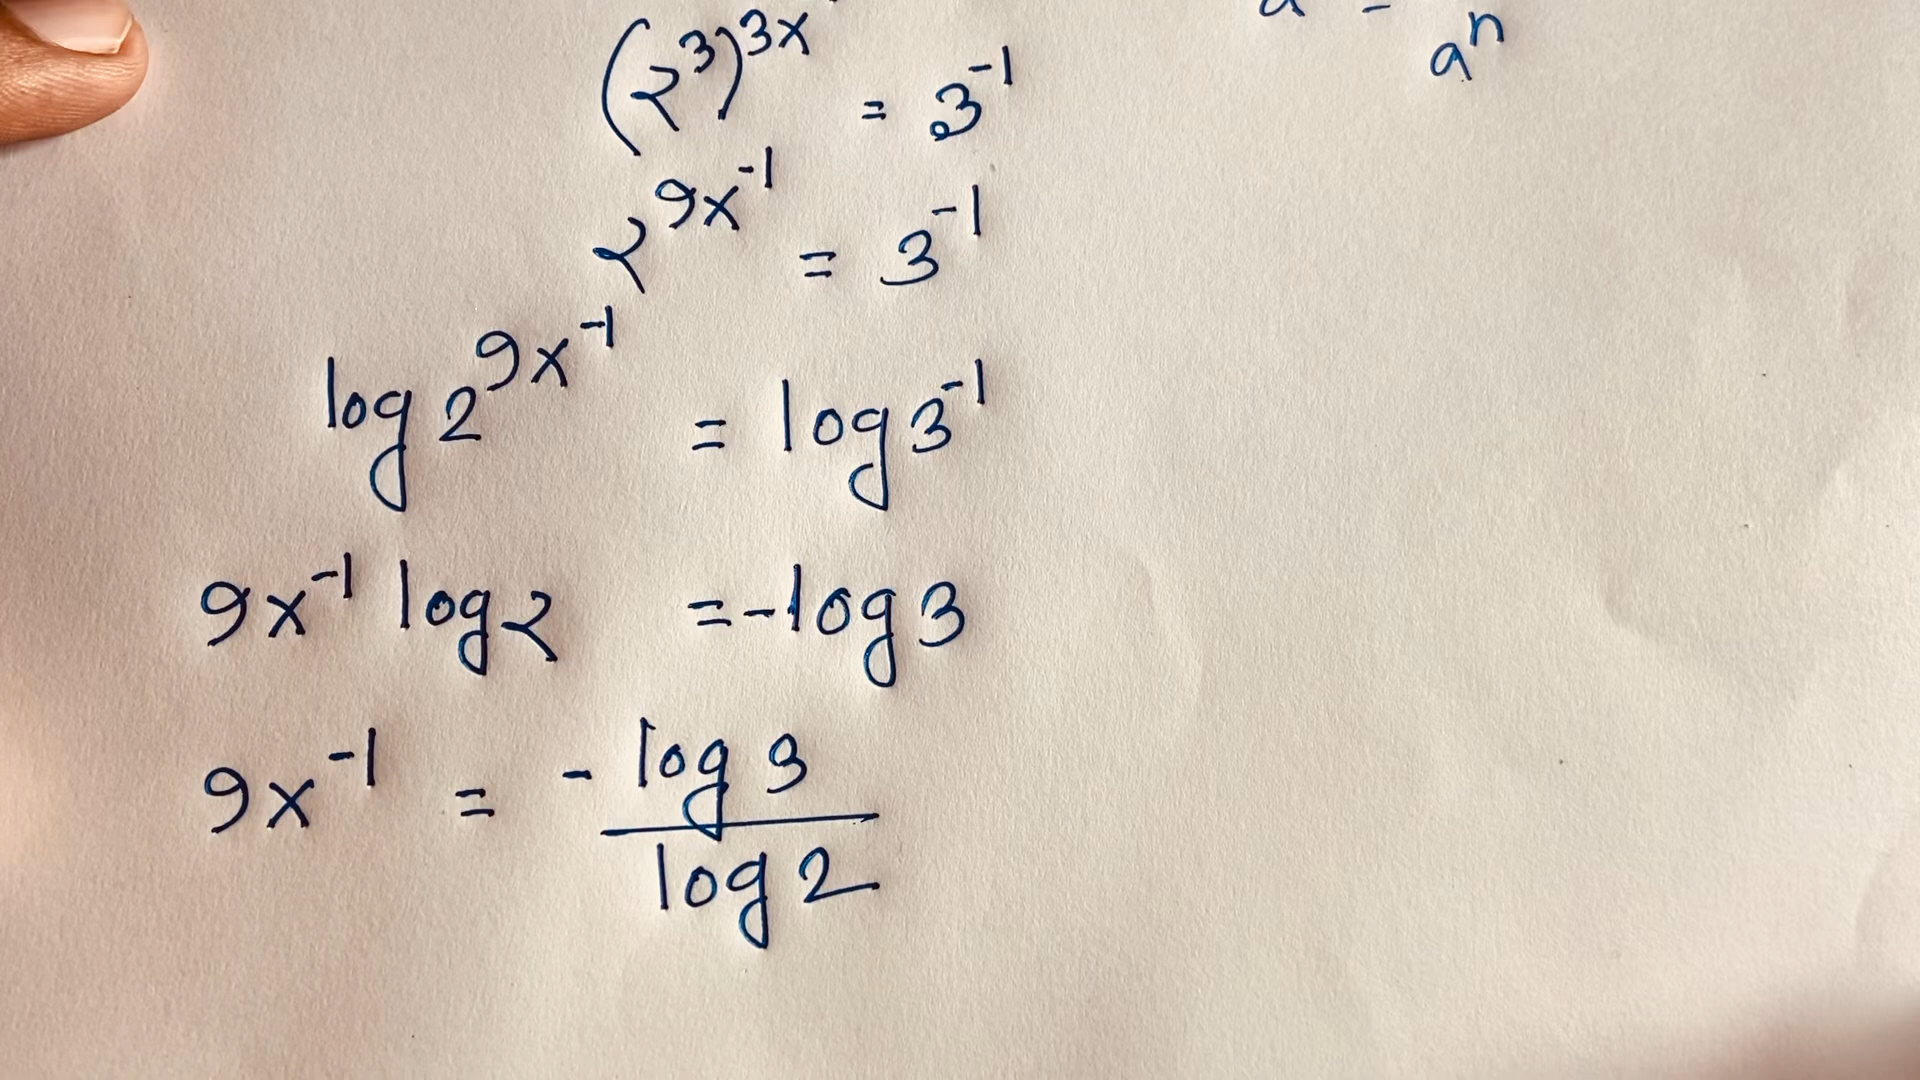 (2³)³ˣ = 3⁻¹
aⁿ
2^(9x⁻¹) = 3⁻¹
log 2^(9x⁻¹) = log 3⁻¹
9x⁻¹ log 2 = -log 3
9x⁻¹ = - log 3
log 2